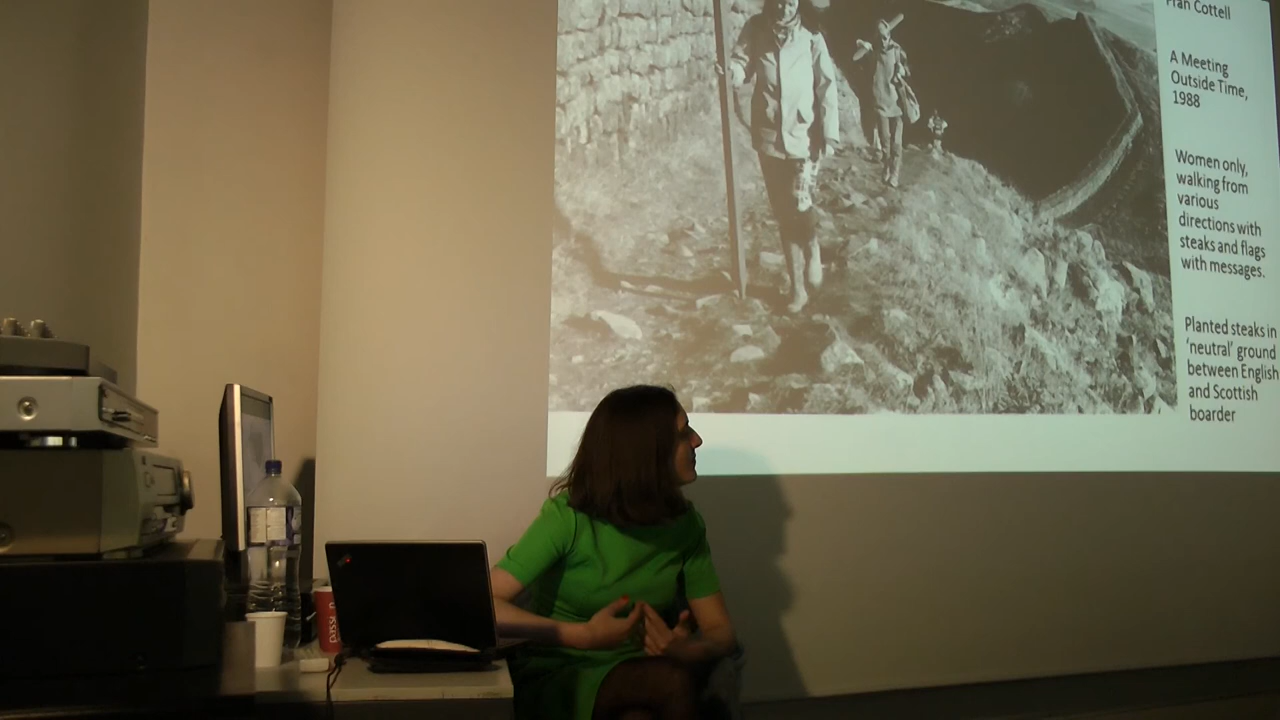 Fran Cottell
A Meeting
Outside Time,
1988
Women only,
walking from
various
directions with
steaks and flags
with messages.
Planted steaks in
'neutral' ground
between English
and Scottish
boarder